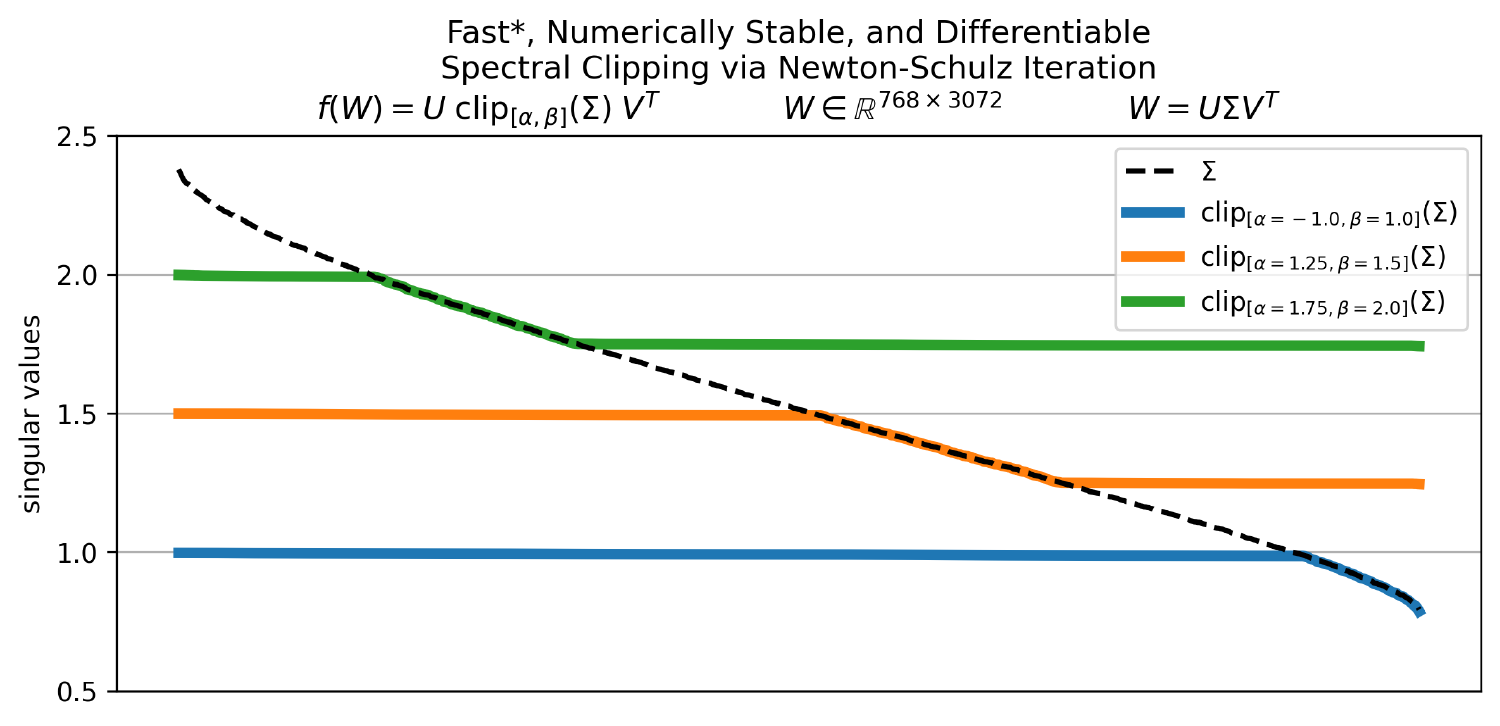 Fast*, Numerically Stable, and Differentiable
Spectral Clipping via Newton-Schulz Iteration
f(W) = U clip[α, β](Σ) V^T    W ∈ ℝ^768 × 3072    W = UΣV^T
2.5
2.0
1.5
1.0
0.5
singular values
Σ
clip[α = − 1.0, β = 1.0](Σ)
clip[α = 1.25, β = 1.5](Σ)
clip[α = 1.75, β = 2.0](Σ)